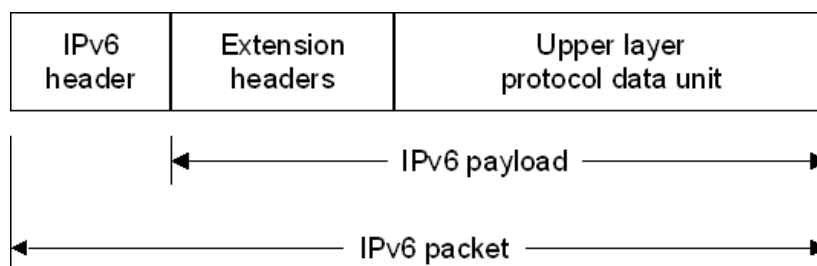 IPv6
header
Extension
headers
Upper layer
protocol data unit
IPv6 payload
IPv6 packet